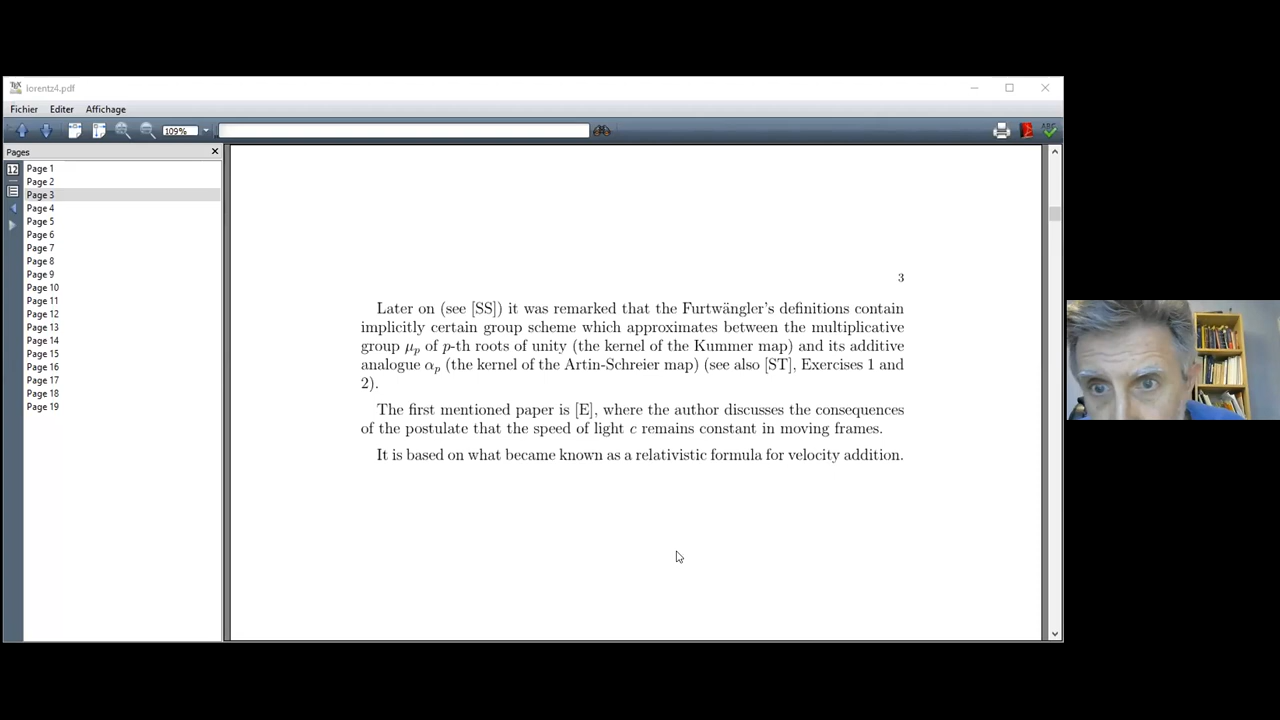 lorentz4.pdf
Fichier Editer Affichage
109%
Pages
Page 1
Page 2
Page 3
Page 4
Page 5
Page 6
Page 7
Page 8
Page 9
Page 10
Page 11
Page 12
Page 13
Page 14
Page 15
Page 16
Page 17
Page 18
Page 19
3
Later on (see [SS]) it was remarked that the Furtwängler's definitions contain
implicitly certain group scheme which approximates between the multiplicative
group μₚ of p-th roots of unity (the kernel of the Kummer map) and its additive
analogue αₚ (the kernel of the Artin-Schreier map) (see also [ST], Exercises 1 and
2).
The first mentioned paper is [E], where the author discusses the consequences
of the postulate that the speed of light c remains constant in moving frames.
It is based on what became known as a relativistic formula for velocity addition.